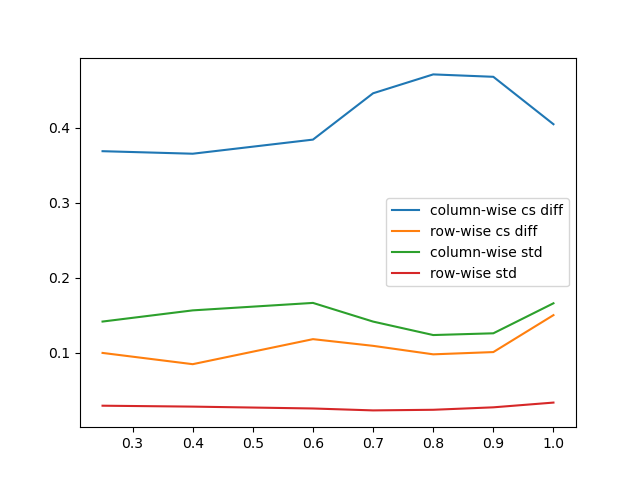 0.4
0.3
0.2
0.1
column-wise cs diff
row-wise cs diff
column-wise std
row-wise std
0.3 0.4 0.5 0.6 0.7 0.8 0.9 1.0